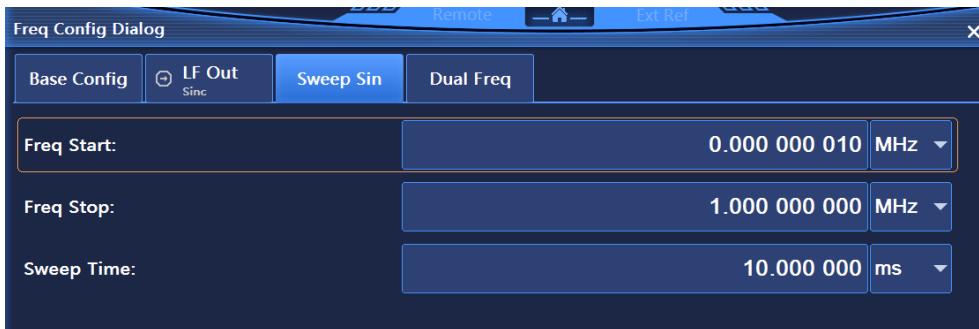 Remote Ext Ref
Freq Config Dialog
Base Config LF Out Sweep Sin Dual Freq
Sinc
Freq Start: 0.000 000 010 MHz
Freq Stop: 1.000 000 000 MHz
Sweep Time: 10.000 000 ms